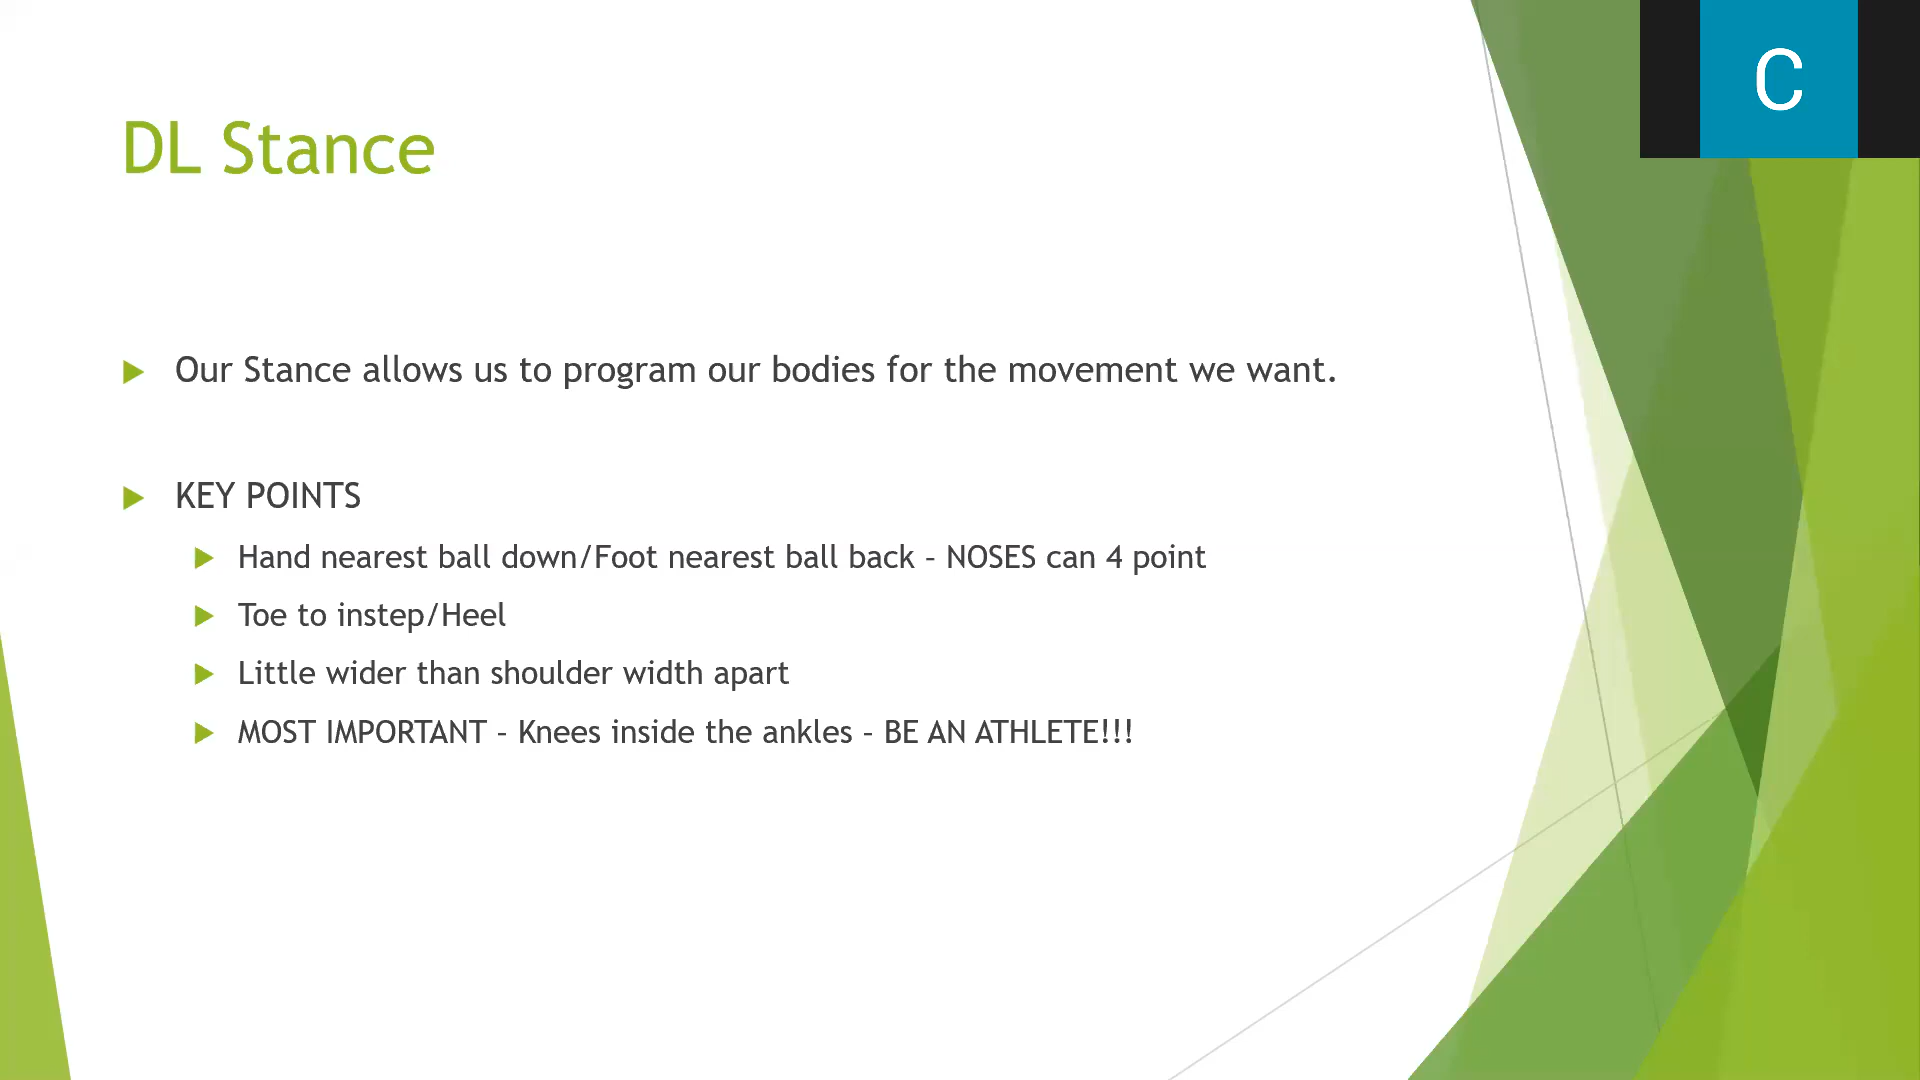 C
DL Stance
Our Stance allows us to program our bodies for the movement we want.
KEY POINTS
Hand nearest ball down/Foot nearest ball back – NOSES can 4 point
Toe to instep/Heel
Little wider than shoulder width apart
MOST IMPORTANT – Knees inside the ankles – BE AN ATHLETE!!!